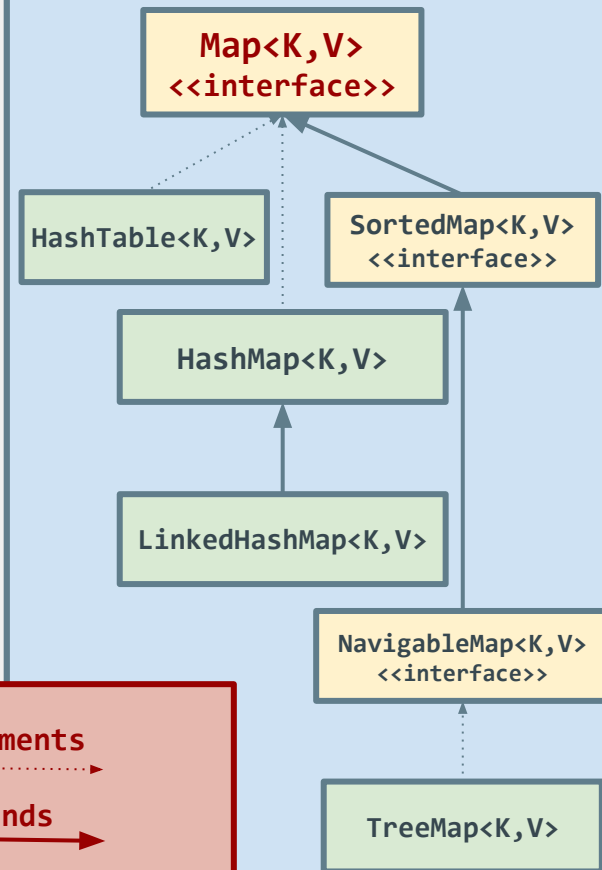 Map<K,V>
<<interface>>
HashTable<K,V>
SortedMap<K,V>
<<interface>>
HashMap<K,V>
LinkedHashMap<K,V>
NavigableMap<K,V>
<<interface>>
ments
nds
TreeMap<K,V>